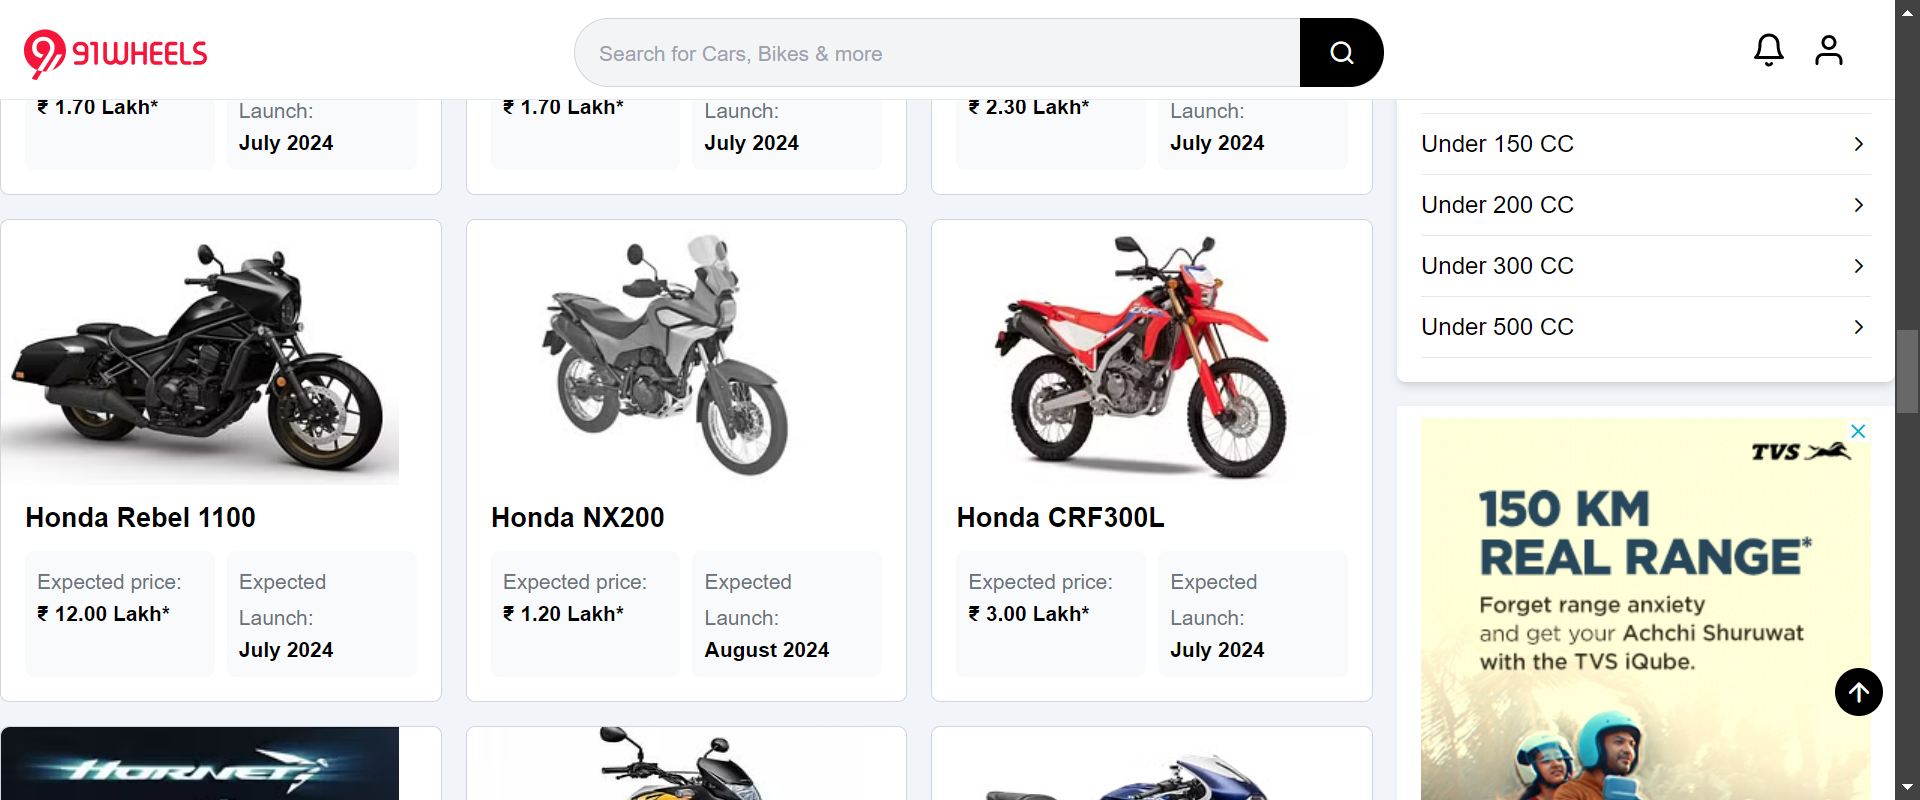 91WHEELS
Search for Cars, Bikes & more
₹ 1.70 Lakh*
Launch:
July 2024
₹ 1.70 Lakh*
Launch:
July 2024
₹ 2.30 Lakh*
Launch:
July 2024
Honda Rebel 1100
Expected price:
₹ 12.00 Lakh*
Expected
Launch:
July 2024
Honda NX200
Expected price:
₹ 1.20 Lakh*
Expected
Launch:
August 2024
CRF
Honda CRF300L
Expected price:
₹ 3.00 Lakh*
Expected
Launch:
July 2024
HORNET
Under 150 CC
Under 200 CC
Under 300 CC
Under 500 CC
TVS
150 KM
REAL RANGE*
Forget range anxiety
and get your Achchi Shuruwat
with the TVS iQube.